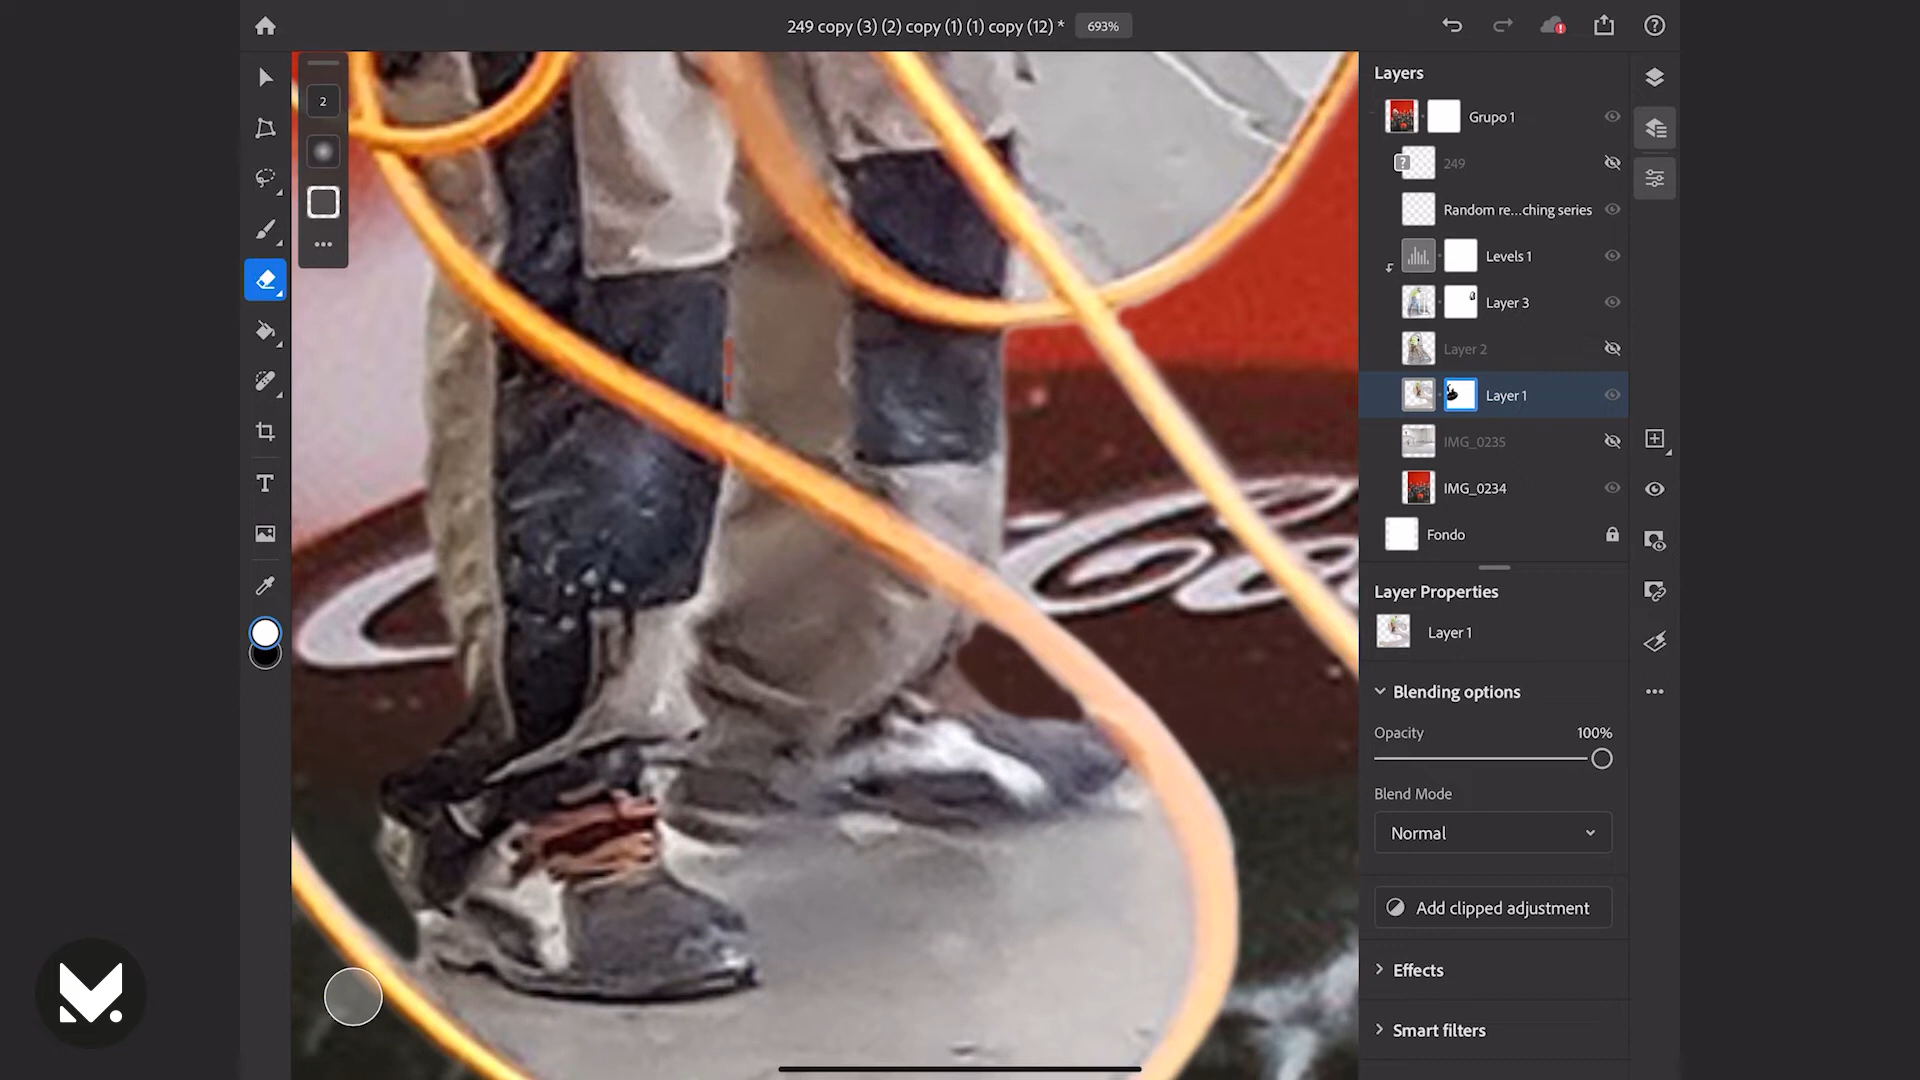 249 copy (3) (2) copy (1) (1) copy (12) *
693%
2
Layers
Grupo 1
249
Random re...ching series
Levels 1
Layer 3
Layer 2
Layer 1
IMG_0235
IMG_0234
Fondo
Layer Properties
Layer 1
Blending options
Opacity
100%
Blend Mode
Normal
Add clipped adjustment
Effects
Smart filters